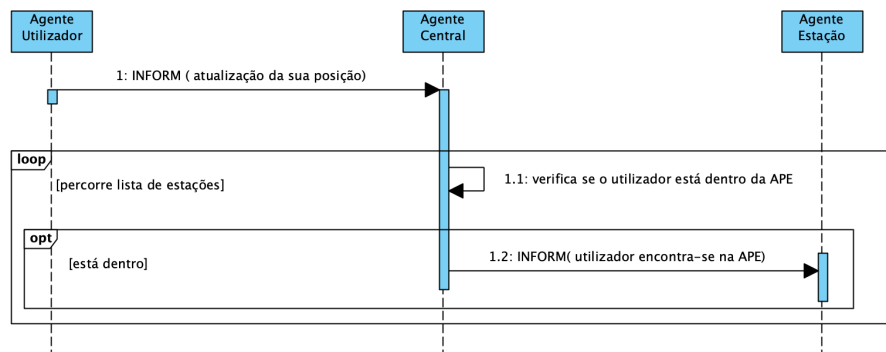 Agente
Utilizador
Agente
Central
Agente
Estação
1: INFORM ( atualização da sua posição)
loop
[percorre lista de estações]
1.1: verifica se o utilizador está dentro da APE
opt
[está dentro]
1.2: INFORM( utilizador encontra-se na APE)